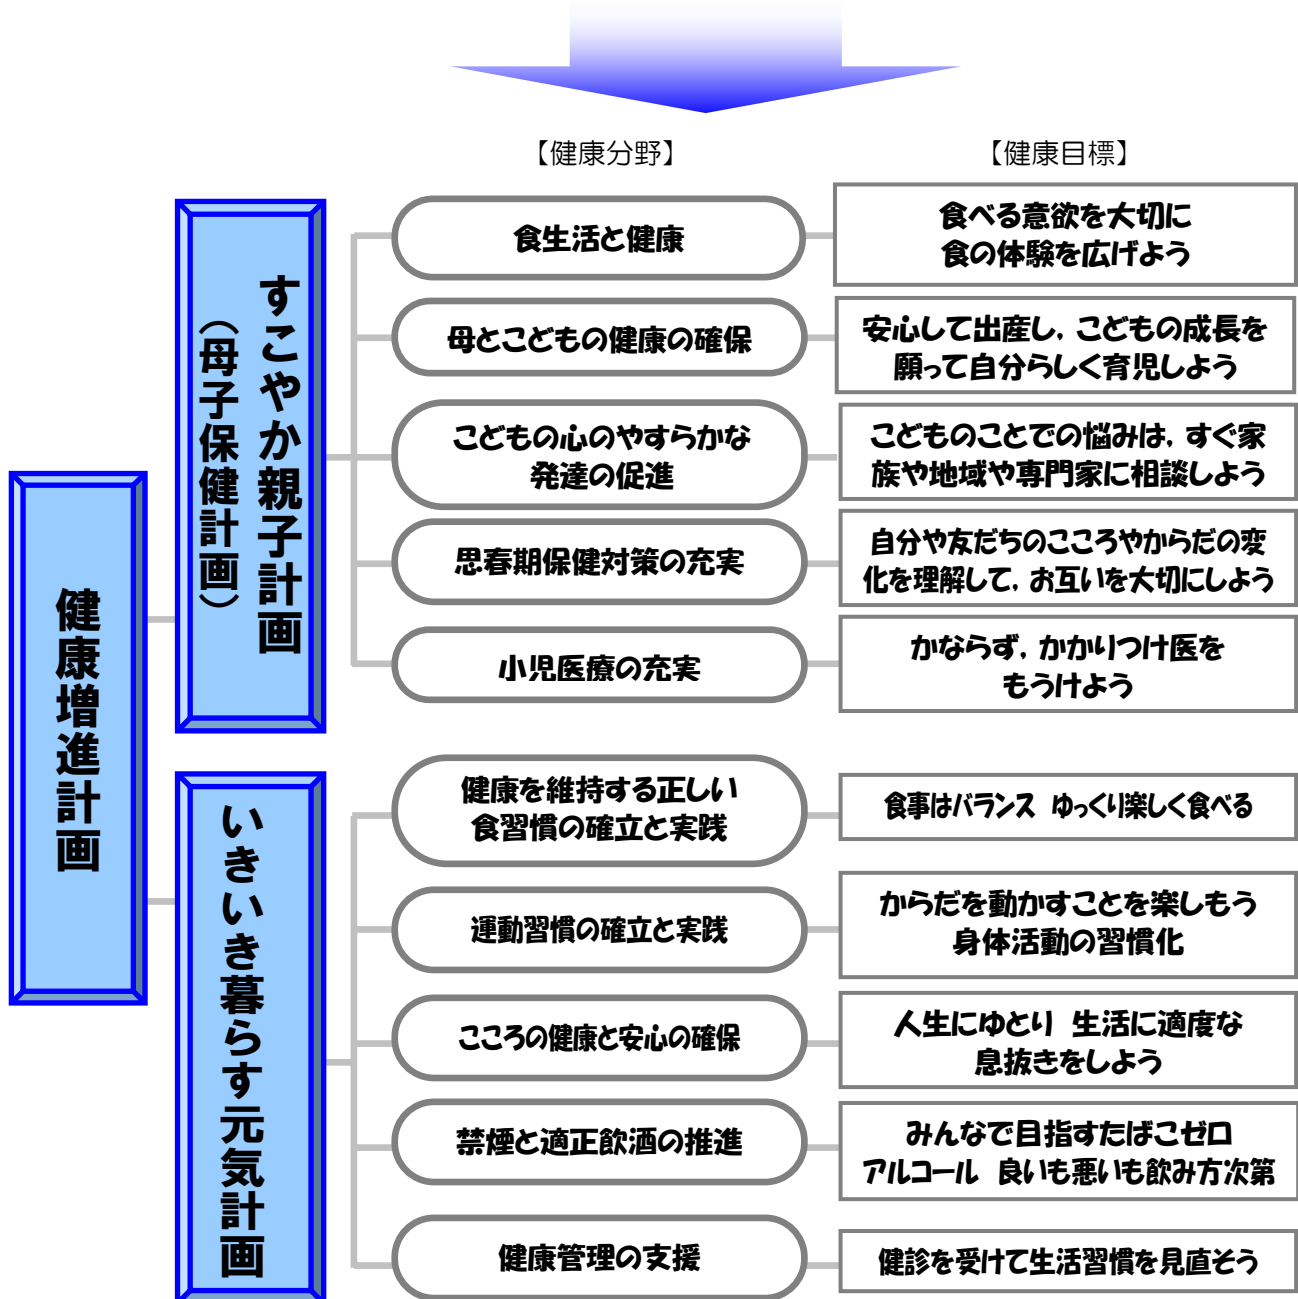 【健康分野】
【健康目標】
健康増進計画
すこやか親子計画
（母子保健計画）
食生活と健康
食べる意欲を大切に
食の体験を広げよう
母とこどもの健康の確保
安心して出産し，こどもの成長を
願って自分らしく育児しよう
こどもの心のやすらかな
発達の促進
こどものことでの悩みは，すぐ家
族や地域や専門家に相談しよう
思春期保健対策の充実
自分や友だちのこころやからだの変
化を理解して，お互いを大切にしよう
小児医療の充実
かならず，かかりつけ医を
もうけよう
いきいき暮らす元気計画
健康を維持する正しい
食習慣の確立と実践
食事はバランス ゆっくり楽しく食べる
運動習慣の確立と実践
からだを動かすことを楽しもう
身体活動の習慣化
こころの健康と安心の確保
人生にゆとり 生活に適度な
息抜きをしよう
禁煙と適正飲酒の推進
みんなで目指すたばこゼロ
アルコール 良いも悪いも飲み方次第
健康管理の支援
健診を受けて生活習慣を見直そう